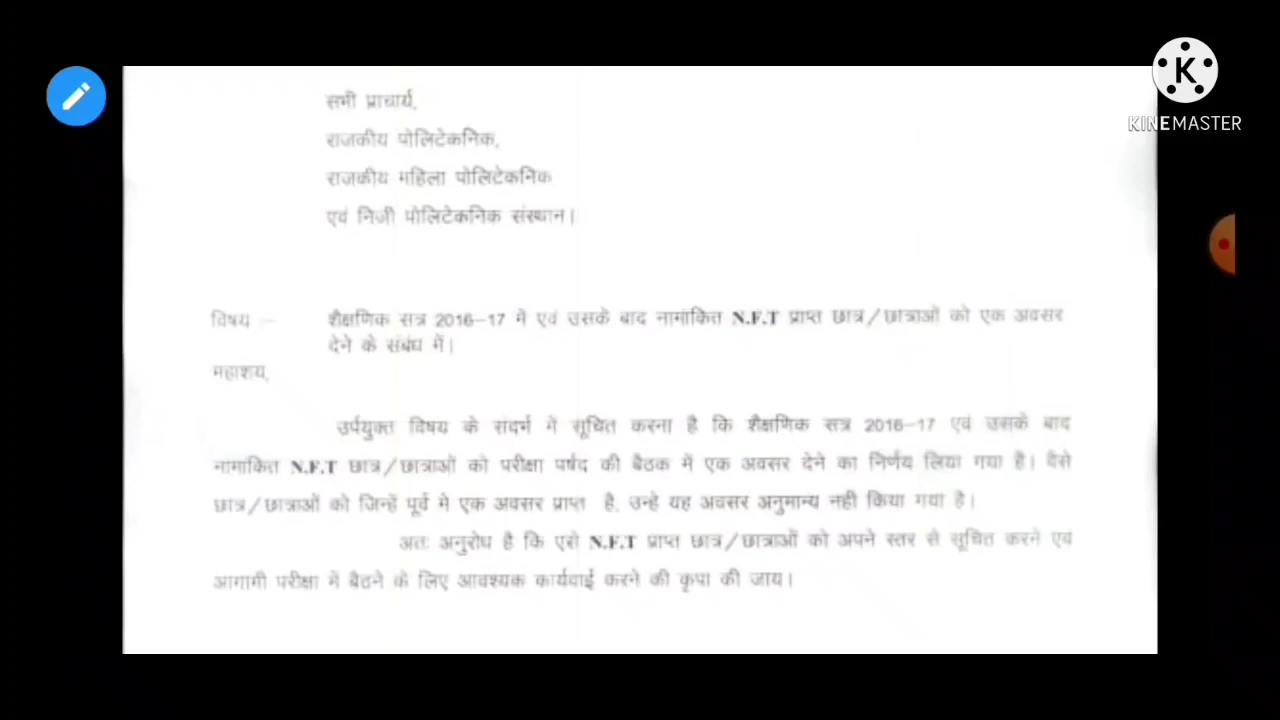 सभी प्राचार्य,
राजकीय पोलिटेकनिक,
राजकीय महिला पोलिटेकनिक
एवं निजी पोलिटेकनिक संस्थान।
विषय :- शैक्षणिक सत्र 2016-17 में एवं उसके बाद नामांकित N.F.T प्राप्त छात्र/छात्राओं को एक अवसर
देने के संबंध में।
महाशय,
उर्पयुक्त विषय के संदर्भ में सूचित करना है कि शैक्षणिक सत्र 2016-17 एवं उसके बाद
नामांकित N.F.T छात्र/छात्राओं को परीक्षा पर्षद की बैठक में एक अवसर देने का निर्णय लिया गया है। वैसे
छात्र/छात्राओं को जिन्हें पूर्व मे एक अवसर प्राप्त है, उन्हे यह अवसर अनुमान्य नही किया गया है।
अतः अनुरोध है कि एसे N.F.T प्राप्त छात्र/छात्राओं को अपने स्तर से सूचित करने एवं
आगामी परीक्षा में बैठने के लिए आवश्यक कार्यवाई करने की कृपा की जाय।
K
KINEMASTER